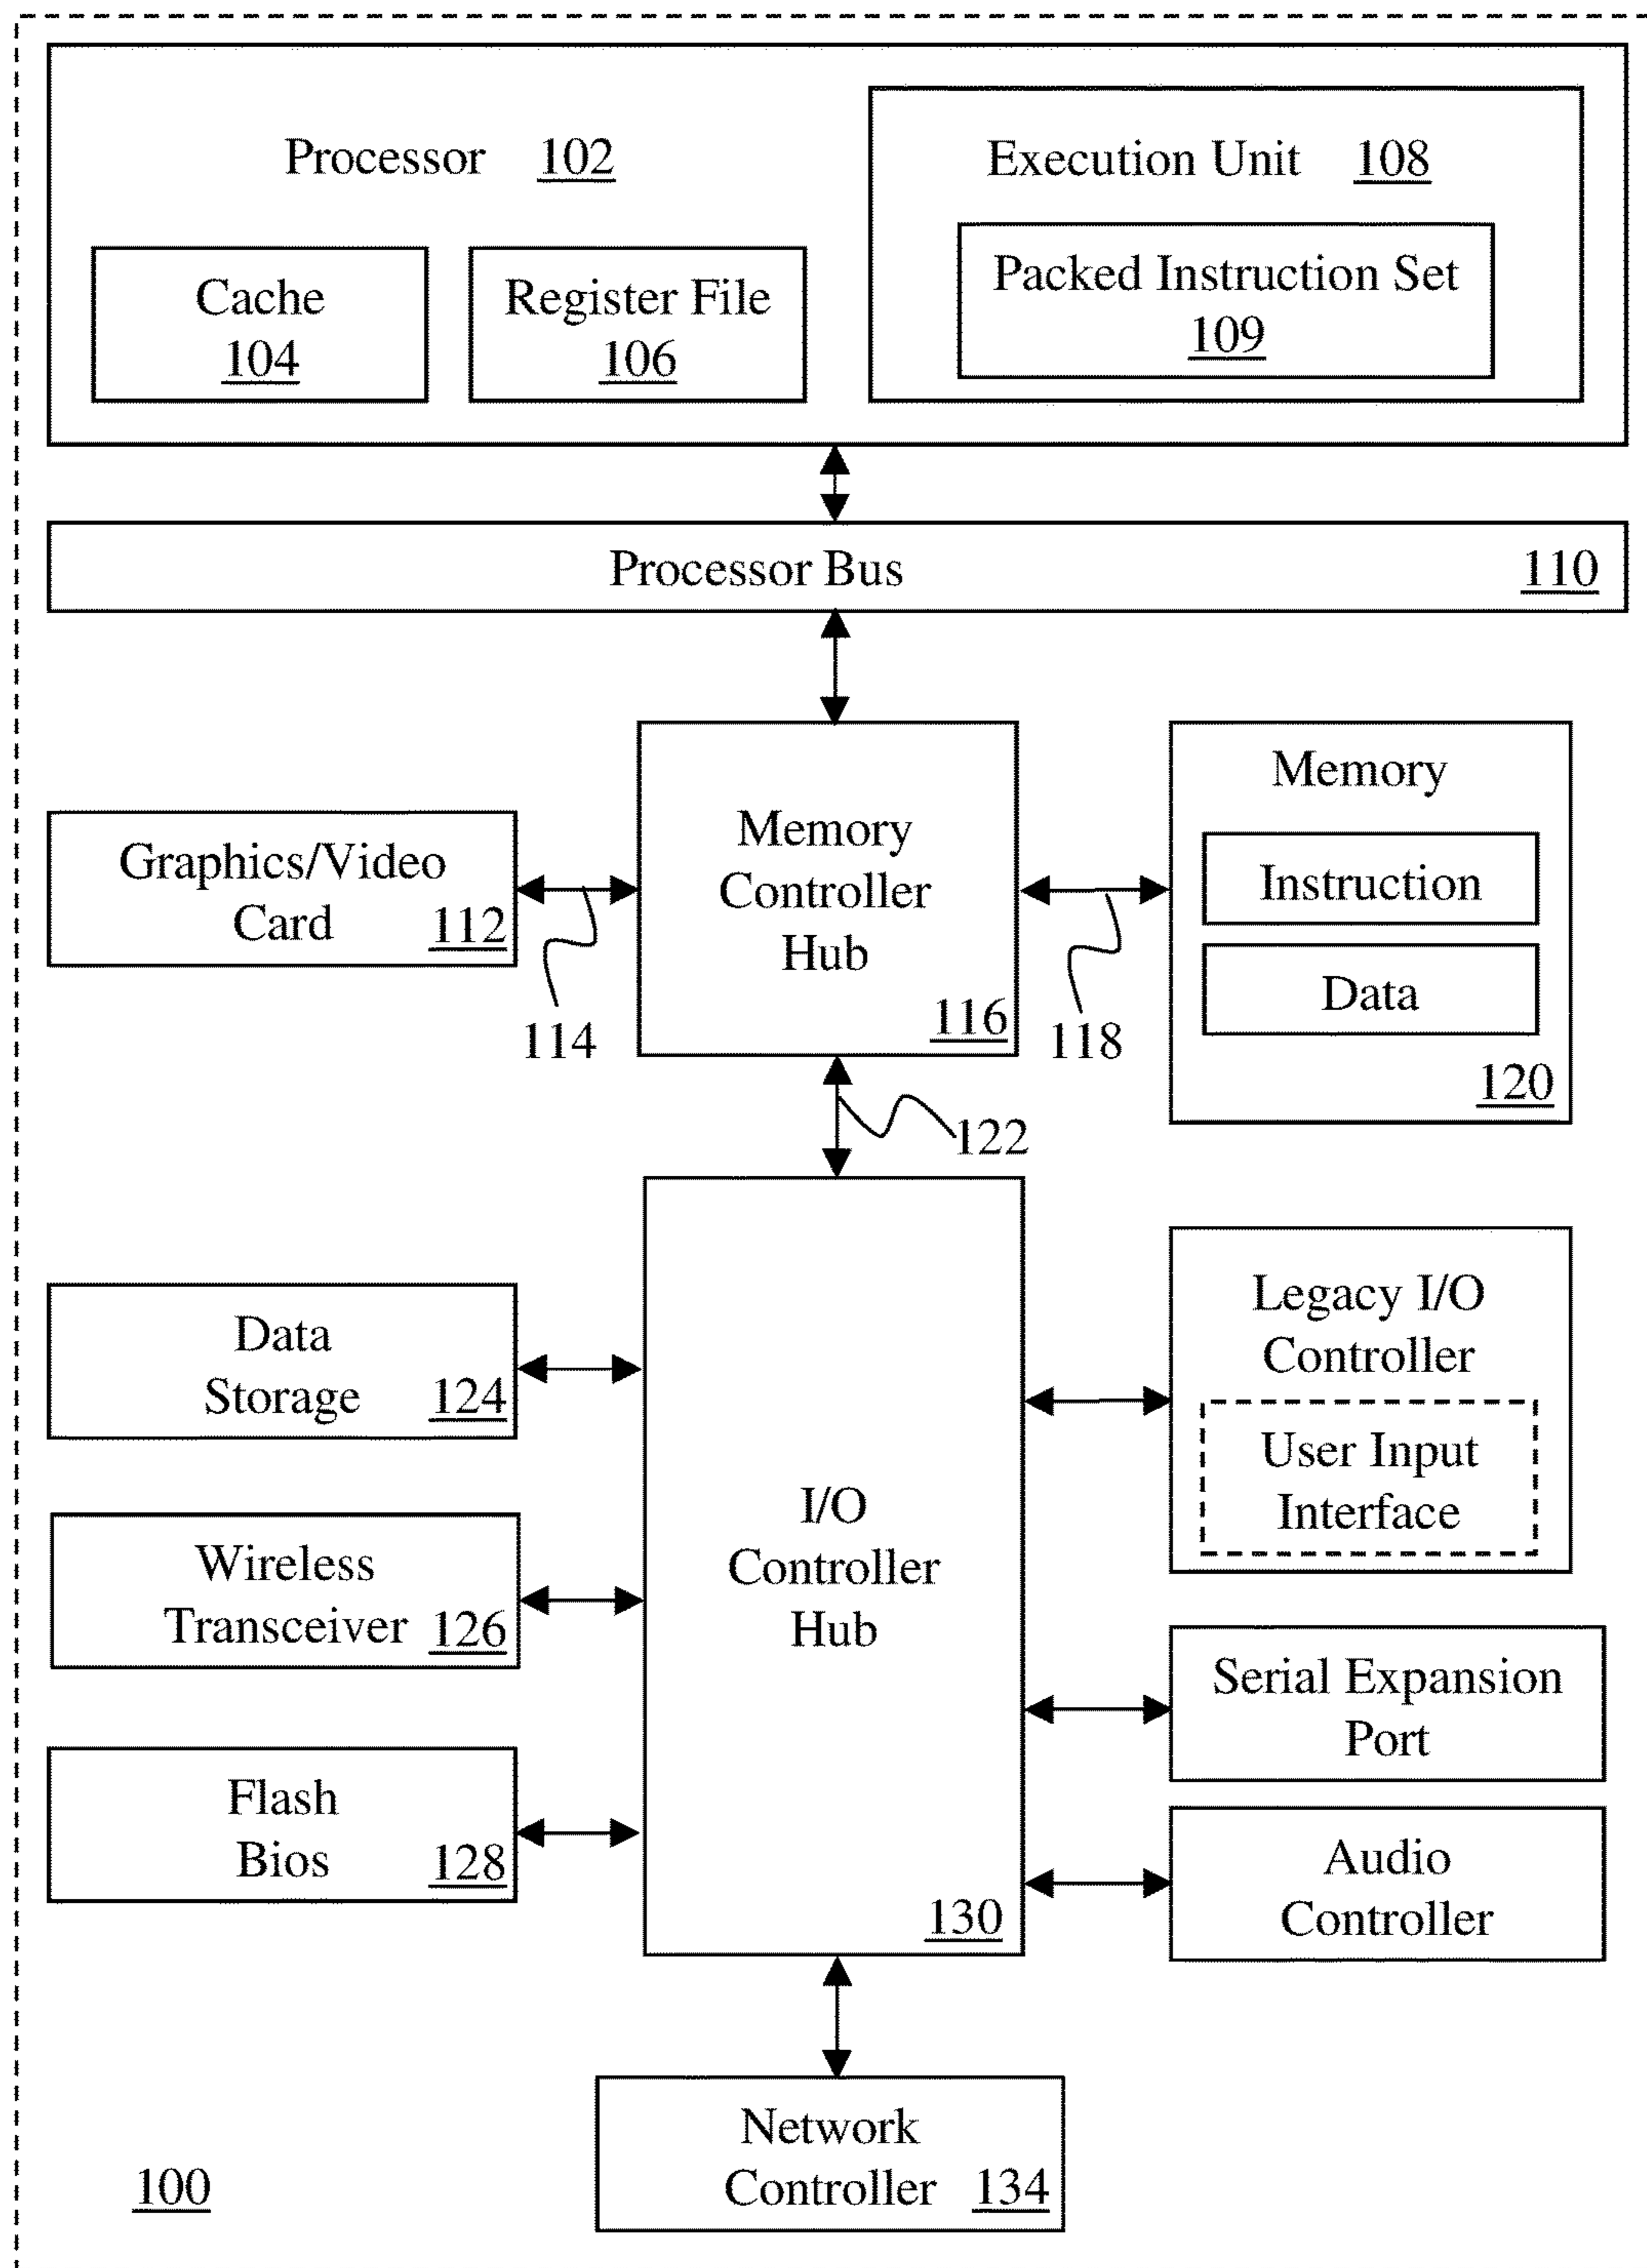 Processor 102
Execution Unit 108
Cache
104
Register File
106
Packed Instruction Set
109
Processor Bus 110
Graphics/Video
Card 112
114
Memory
Controller
Hub
116
118
Memory
Instruction
Data
120
122
Data
Storage 124
Wireless
Transceiver 126
Flash
Bios 128
I/O
Controller
Hub
130
Legacy I/O
Controller
User Input
Interface
Serial Expansion
Port
Audio
Controller
Network
Controller 134
100